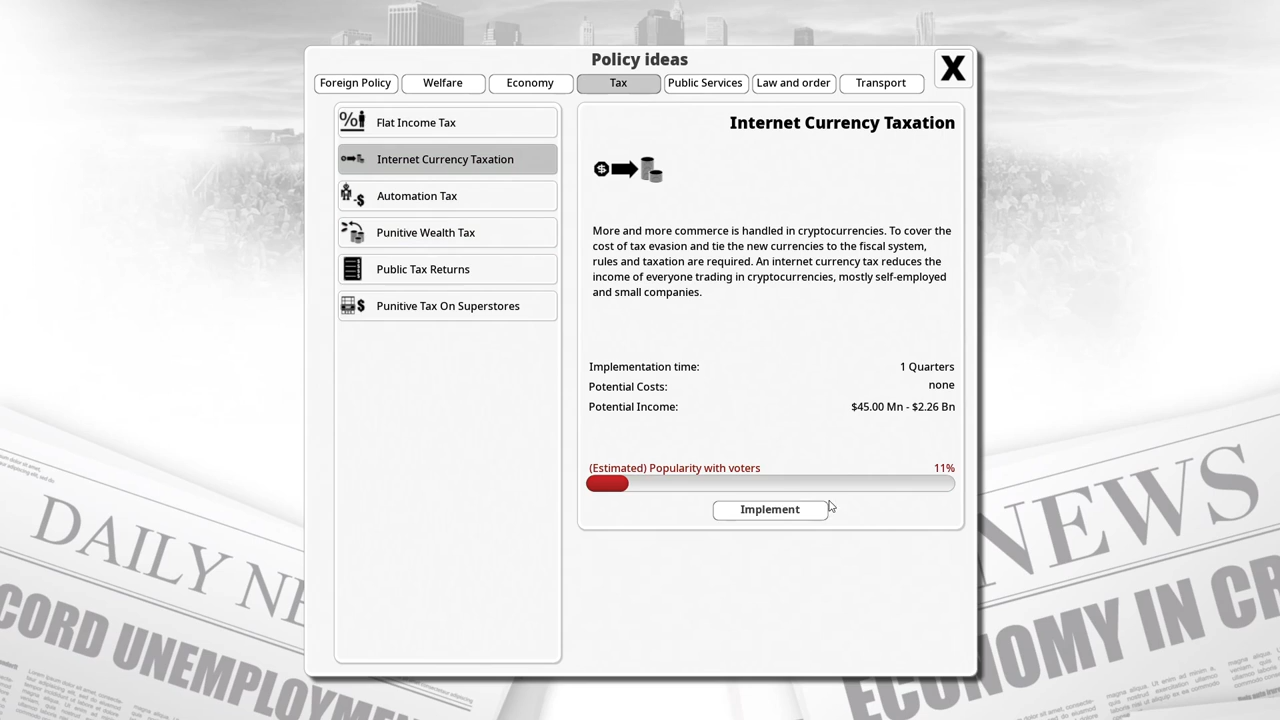 Policy ideas
X
Foreign Policy
Welfare
Economy
Tax
Public Services
Law and order
Transport
Flat Income Tax
Internet Currency Taxation
Automation Tax
Punitive Wealth Tax
Public Tax Returns
Punitive Tax On Superstores
Internet Currency Taxation
More and more commerce is handled in cryptocurrencies. To cover the
cost of tax evasion and tie the new currencies to the fiscal system,
rules and taxation are required. An internet currency tax reduces the
income of everyone trading in cryptocurrencies, mostly self-employed
and small companies.
Implementation time: 1 Quarters
Potential Costs: none
Potential Income: $45.00 Mn - $2.26 Bn
(Estimated) Popularity with voters 11%
Implement
DAILY NE
CORD UNEMPLOYM
NEWS
ECONOMY IN CR